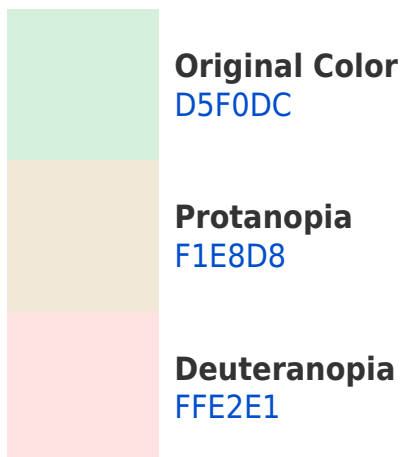 Original Color
D5F0DC
Protanopia
F1E8D8
Deuteranopia
FFE2E1